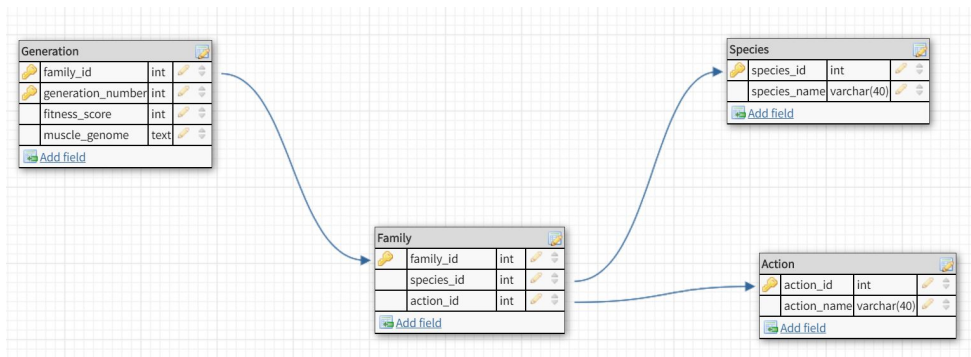 Generation
family_id int
generation_number int
fitness_score int
muscle_genome text
Add field
Species
species_id int
species_name varchar(40)
Add field
Family
family_id int
species_id int
action_id int
Add field
Action
action_id int
action_name varchar(40)
Add field